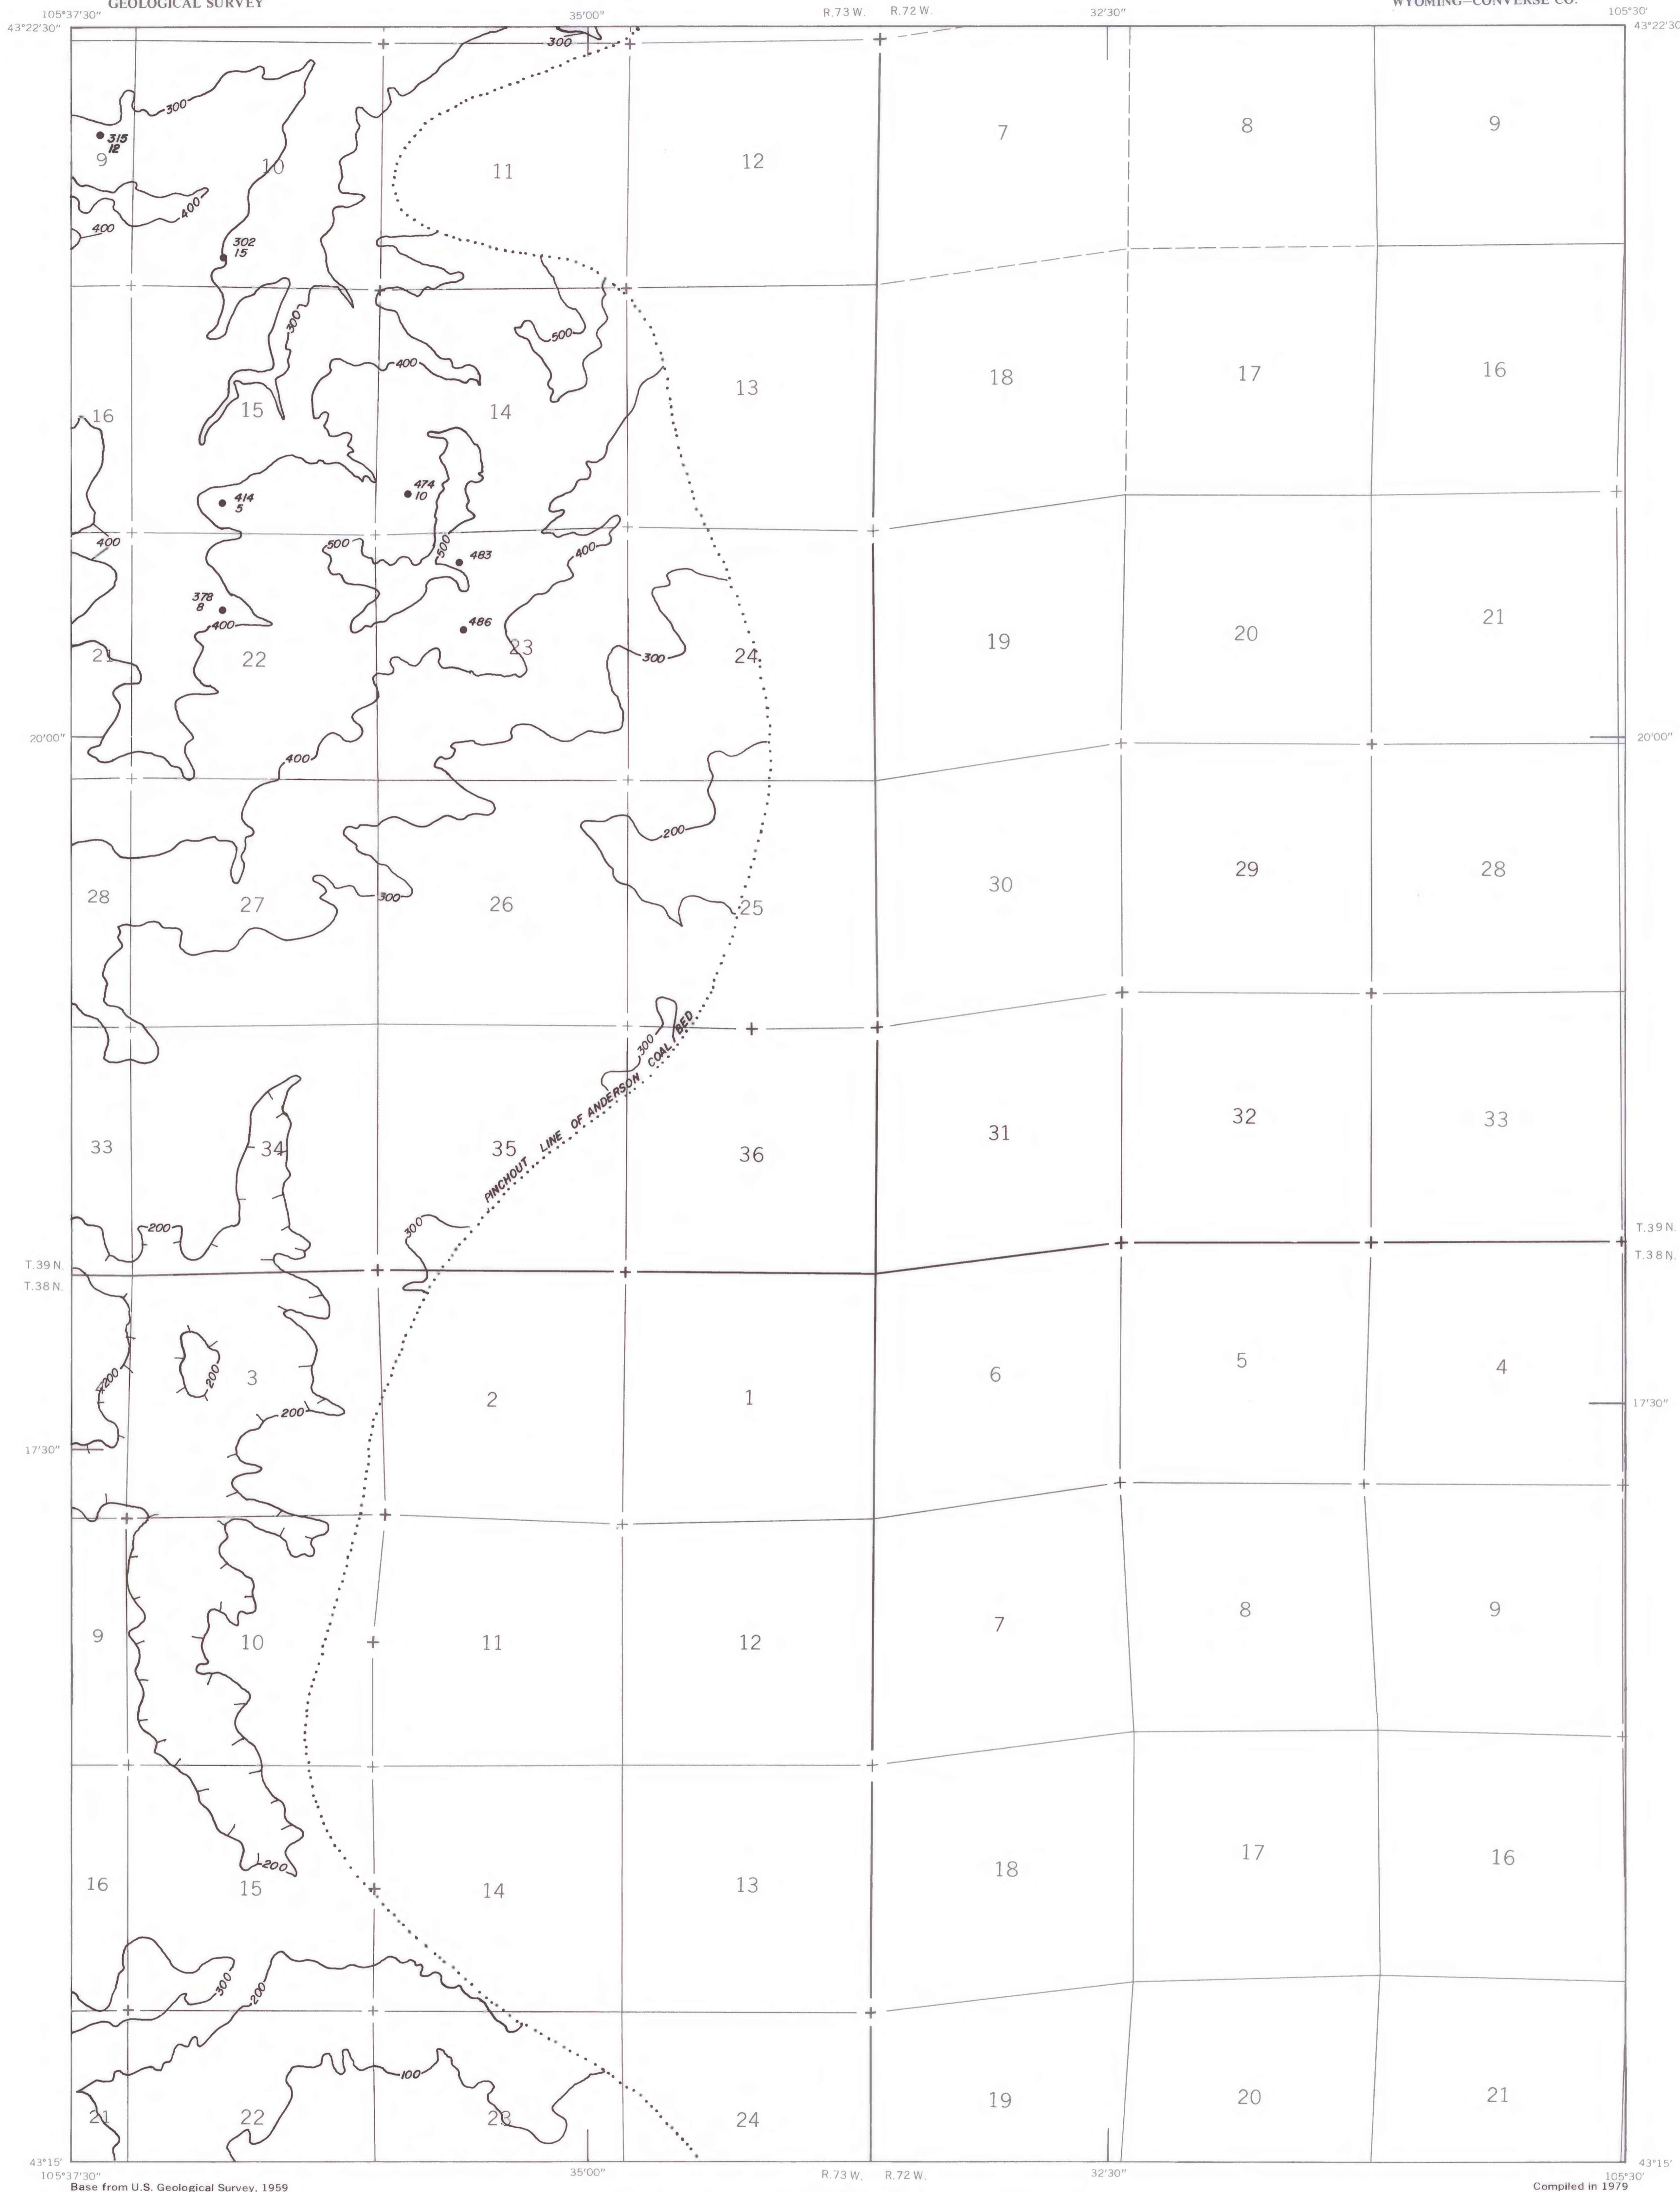 GEOLOGICAL SURVEY
WYOMING—CONVERSE CO.
105°37'30" 35'00" R.73 W. R.72 W. 32'30" 105°30'
43°22'30" 43°22'30"
300
300
315
12
9 10 11 12 7 8 9
400
400
302
15
300
500
400
16 15 14 13 18 17 16
414
5
474
10
400 500 500 400
483
378
8
400
486
21 22 23 300 24 19 20 21
20'00" 20'00"
400
200
28 27 300 26 25 30 29 28
300
PINCHOUT LINE OF ANDERSON COAL BED
33 34 35 36 31 32 33
200 300
T.39 N. T.39 N.
T.38 N. T.38 N.
200 200 3 2 1 6 5 4
200
17'30" 17'30"
9 10 11 12 7 8 9
200
16 15 14 13 18 17 16
300 200
100
21 22 23 24 19 20 21
43°15' 43°15'
105°37'30" 35'00" R.73 W. R.72 W. 32'30" 105°30'
Base from U.S. Geological Survey, 1959 Compiled in 1979